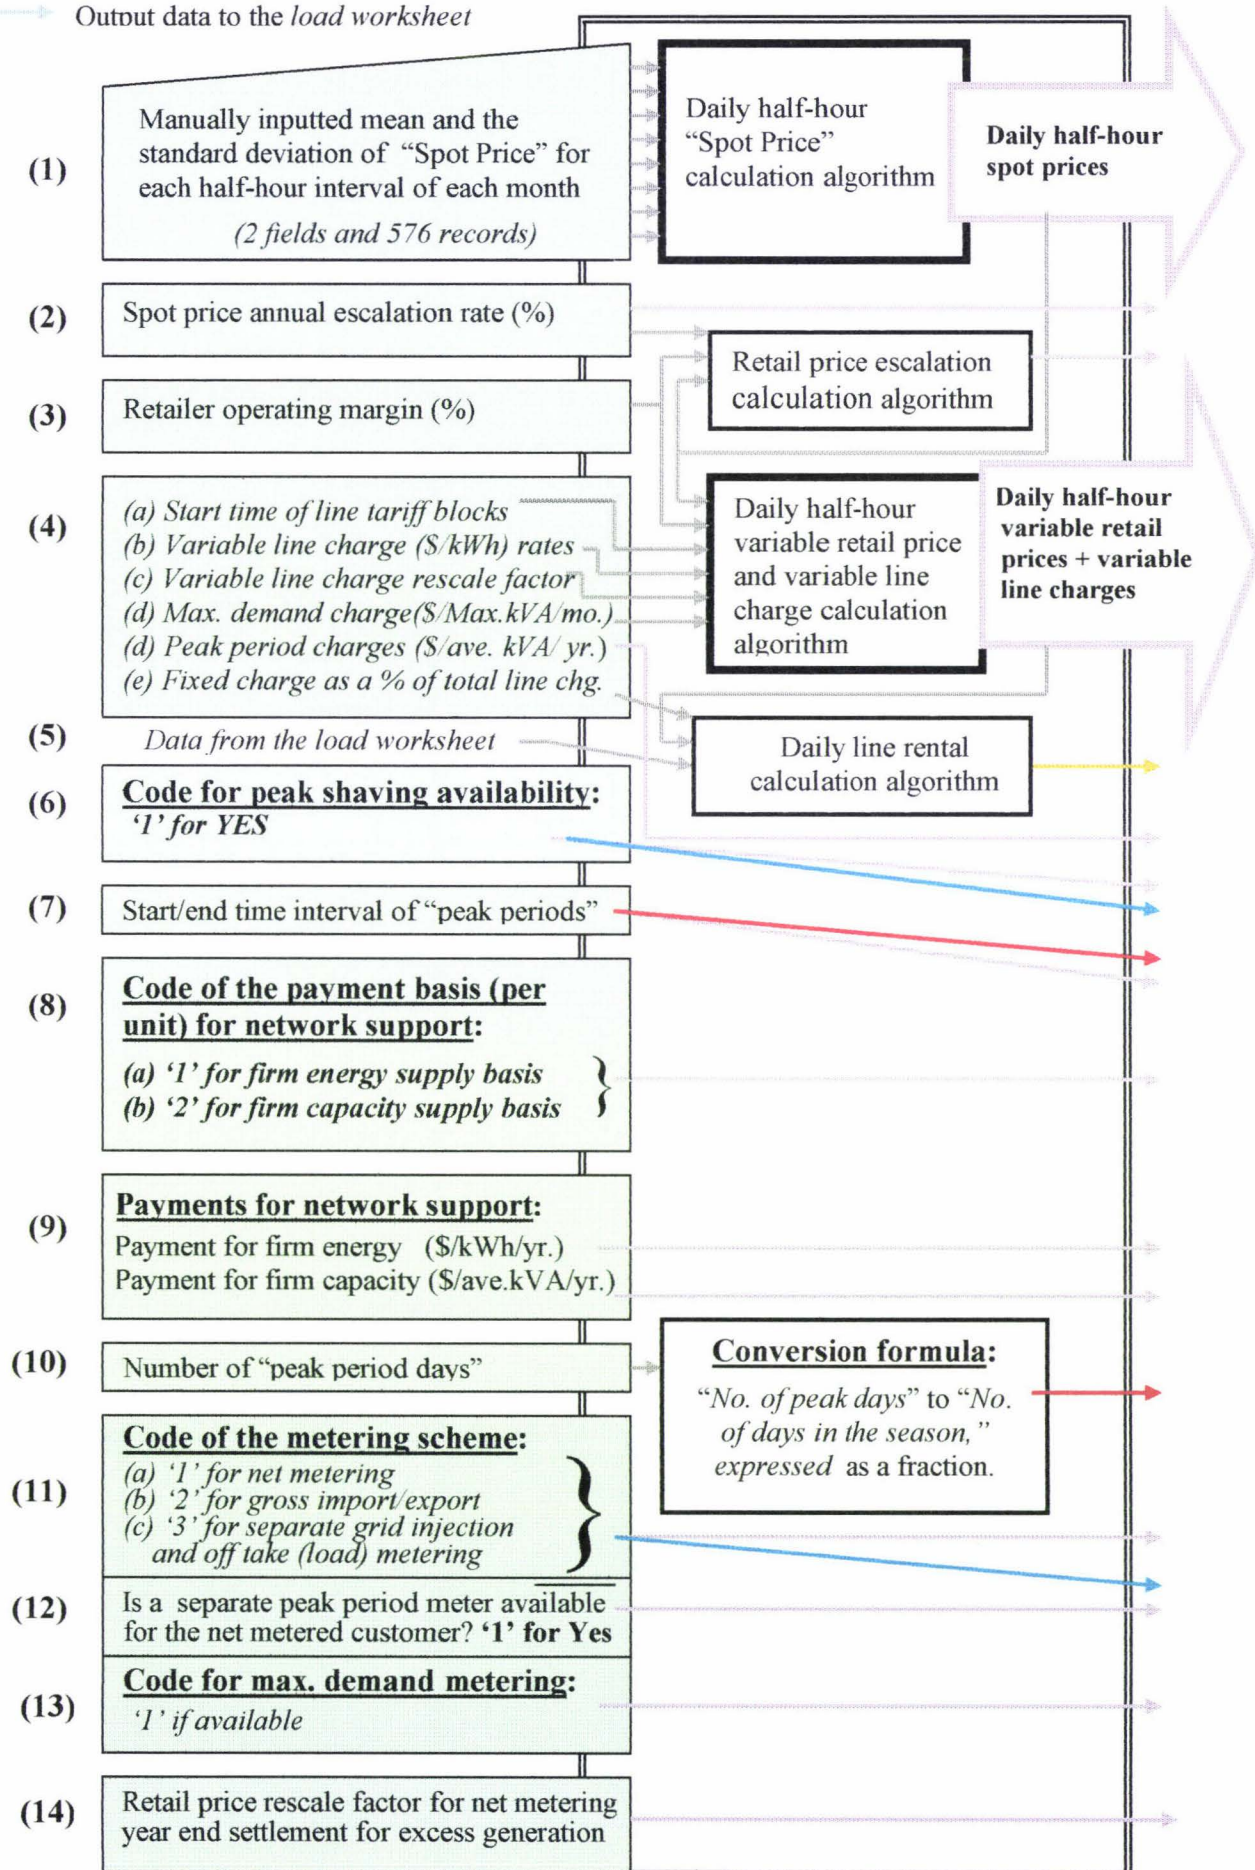 Output data to the load worksheet
(1)
Manually inputted mean and the
standard deviation of “Spot Price” for
each half-hour interval of each month
(2 fields and 576 records)
Daily half-hour
“Spot Price”
calculation algorithm
Daily half-hour
spot prices
(2)
Spot price annual escalation rate (%)
Retail price escalation
calculation algorithm
(3)
Retailer operating margin (%)
(4)
(a) Start time of line tariff blocks
(b) Variable line charge ($/kWh) rates
(c) Variable line charge rescale factor
(d) Max. demand charge($/Max.kVA/mo.)
(d) Peak period charges ($/ave. kVA/ yr.)
(e) Fixed charge as a % of total line chg.
Daily half-hour
variable retail price
and variable line
charge calculation
algorithm
Daily half-hour
variable retail
prices + variable
line charges
(5)
Data from the load worksheet
Daily line rental
calculation algorithm
(6)
Code for peak shaving availability:
‘1’ for YES
(7)
Start/end time interval of “peak periods”
(8)
Code of the payment basis (per
unit) for network support:
(a) ‘1’ for firm energy supply basis
(b) ‘2’ for firm capacity supply basis
}
(9)
Payments for network support:
Payment for firm energy ($/kWh/yr.)
Payment for firm capacity ($/ave.kVA/yr.)
(10)
Number of “peak period days”
Conversion formula:
“No. of peak days” to “No.
of days in the season,”
expressed as a fraction.
(11)
Code of the metering scheme:
(a) ‘1’ for net metering
(b) ‘2’ for gross import/export
(c) ‘3’ for separate grid injection
and off take (load) metering
}
(12)
Is a separate peak period meter available
for the net metered customer? ‘1’ for Yes
(13)
Code for max. demand metering:
‘1’ if available
(14)
Retail price rescale factor for net metering
year end settlement for excess generation